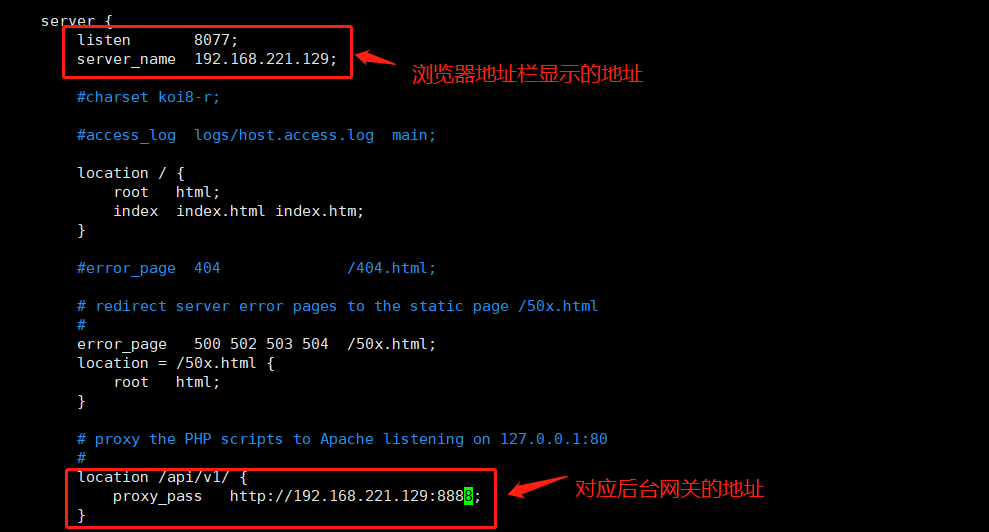 server {
listen 8077;
server_name 192.168.221.129;
浏览器地址栏显示的地址
#charset koi8-r;
#access_log logs/host.access.log main;
location / {
root html;
index index.html index.htm;
}
#error_page 404 /404.html;
# redirect server error pages to the static page /50x.html
#
error_page 500 502 503 504 /50x.html;
location = /50x.html {
root html;
}
# proxy the PHP scripts to Apache listening on 127.0.0.1:80
#
location /api/v1/ {
proxy_pass http://192.168.221.129:8888;
对应后台网关的地址
}